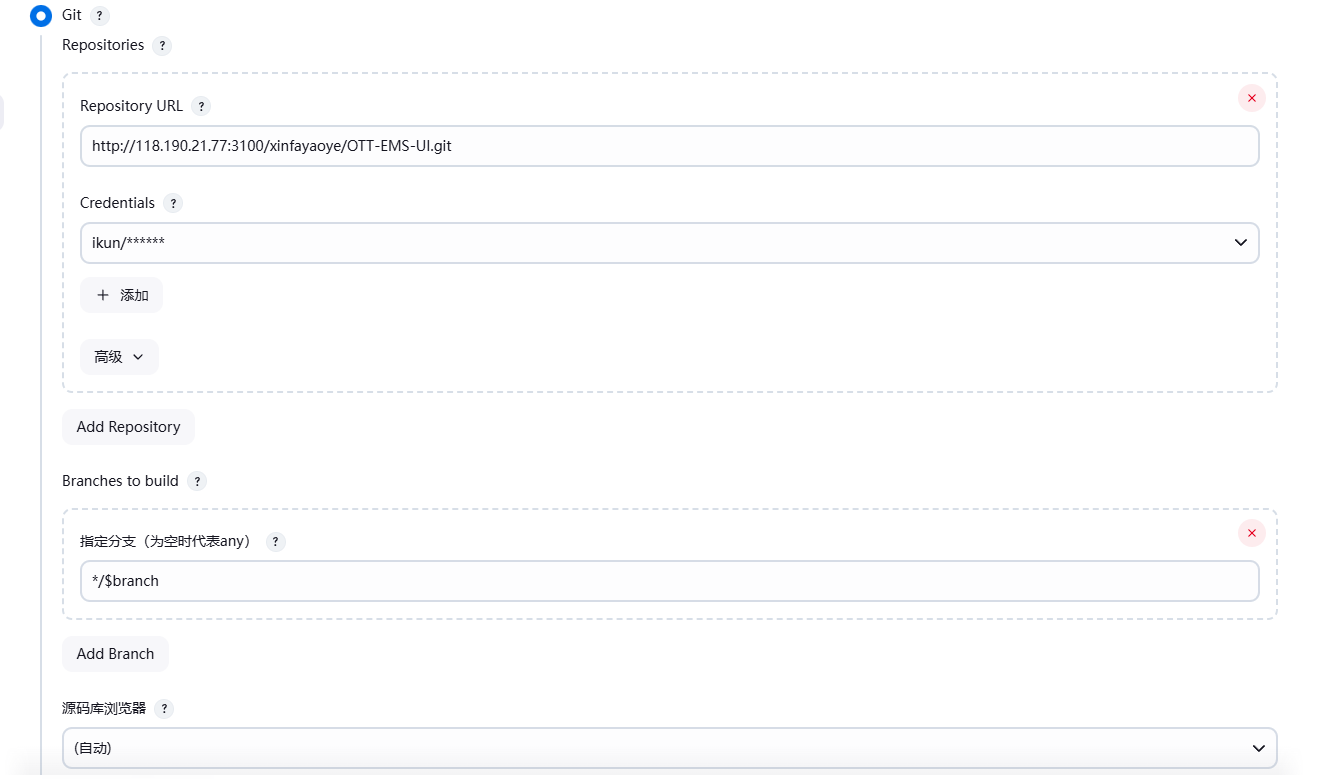 Git ?
Repositories ?
Repository URL ?
http://118.190.21.77:3100/xinfayaoye/OTT-EMS-UI.git
Credentials ?
ikun/******
+ 添加
高级
Add Repository
Branches to build ?
指定分支（为空时代表any） ?
*/$branch
Add Branch
源码库浏览器 ?
(自动)